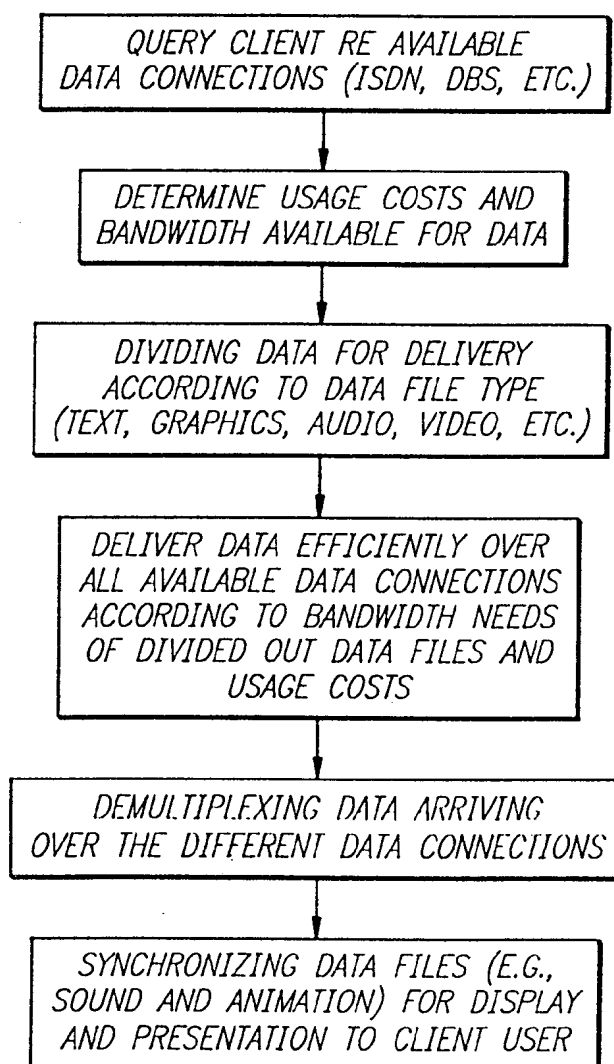 QUERY CLIENT RE AVAILABLE
DATA CONNECTIONS (ISDN, DBS, ETC.)
DETERMINE USAGE COSTS AND
BANDWIDTH AVAILABLE FOR DATA
DIVIDING DATA FOR DELIVERY
ACCORDING TO DATA FILE TYPE
(TEXT, GRAPHICS, AUDIO, VIDEO, ETC.)
DELIVER DATA EFFICIENTLY OVER
ALL AVAILABLE DATA CONNECTIONS
ACCORDING TO BANDWIDTH NEEDS
OF DIVIDED OUT DATA FILES AND
USAGE COSTS
DEMULTIPLEXING DATA ARRIVING
OVER THE DIFFERENT DATA CONNECTIONS
SYNCHRONIZING DATA FILES (E.G.,
SOUND AND ANIMATION) FOR DISPLAY
AND PRESENTATION TO CLIENT USER